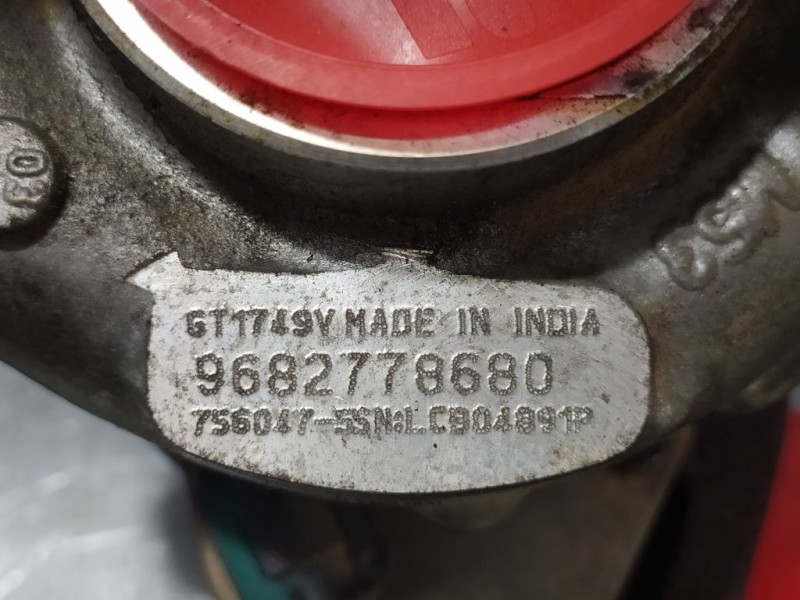 GT1749V MADE IN INDIA
9682778680
756047-5SN:LC904891P